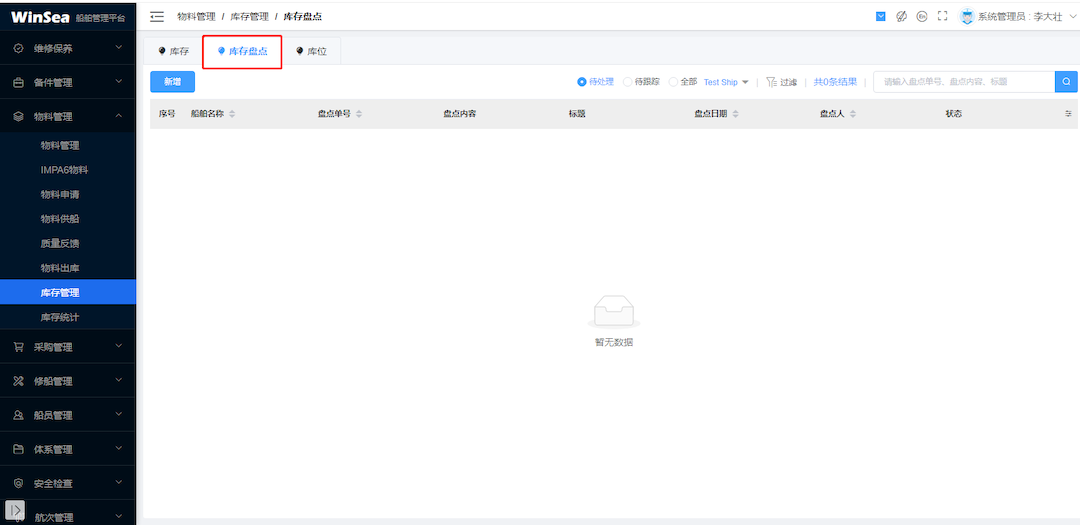 WinSea 船舶管理平台
物料管理 / 库存管理 / 库存盘点
En
系统管理员 : 李大壮
维修保养
备件管理
物料管理
物料管理
IMPA6物料
物料申请
物料供船
质量反馈
物料出库
库存管理
库存统计
采购管理
修船管理
船员管理
体系管理
安全检查
航次管理
库存
库存盘点
库位
新增
待处理 待跟踪 全部 Test Ship 过滤 共0条结果 请输入盘点单号、盘点内容、标题
序号 船舶名称 盘点单号 盘点内容 标题 盘点日期 盘点人 状态
暂无数据